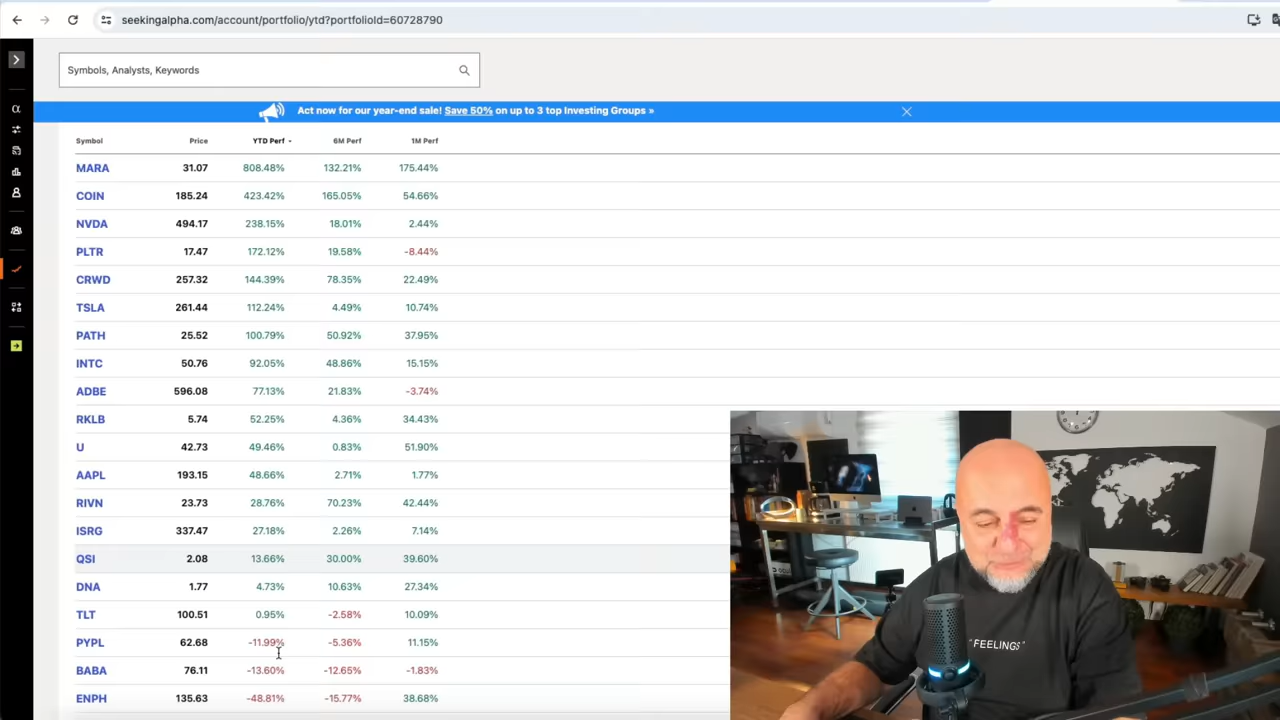 seekingalpha.com/account/portfolio/ytd?portfolioId=60728790
Symbols, Analysts, Keywords
Act now for our year-end sale! Save 50% on up to 3 top Investing Groups »
Symbol Price YTD Perf 6M Perf 1M Perf
MARA 31.07 808.48% 132.21% 175.44%
COIN 185.24 423.42% 165.05% 54.66%
NVDA 494.17 238.15% 18.01% 2.44%
PLTR 17.47 172.12% 19.58% -8.44%
CRWD 257.32 144.39% 78.35% 22.49%
TSLA 261.44 112.24% 4.49% 10.74%
PATH 25.52 100.79% 50.92% 37.95%
INTC 50.76 92.05% 48.86% 15.15%
ADBE 596.08 77.13% 21.83% -3.74%
RKLB 5.74 52.25% 4.36% 34.43%
U 42.73 49.46% 0.83% 51.90%
AAPL 193.15 48.66% 2.71% 1.77%
RIVN 23.73 28.76% 70.23% 42.44%
ISRG 337.47 27.18% 2.26% 7.14%
QSI 2.08 13.66% 30.00% 39.60%
DNA 1.77 4.73% 10.63% 27.34%
TLT 100.51 0.95% -2.58% 10.09%
PYPL 62.68 -11.99% -5.36% 11.15%
BABA 76.11 -13.60% -12.65% -1.83%
ENPH 135.63 -48.81% -15.77% 38.68%
"FEELINGS"